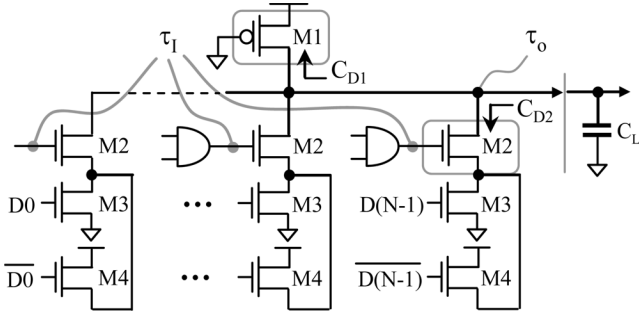 τI
M1
τo
CD1
CD2
CL
M2
M2
M2
D0
M3
•••
M3
D(N-1)
M3
D0
M4
•••
M4
D(N-1)
M4